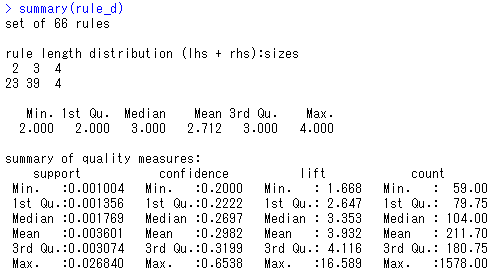 > summary(rule_d)
set of 66 rules
rule length distribution (lhs + rhs):sizes
2 3 4
23 39 4
Min. 1st Qu. Median Mean 3rd Qu. Max.
2.000 2.000 3.000 2.712 3.000 4.000
summary of quality measures:
support confidence lift count
Min. :0.001004 Min. :0.2000 Min. : 1.668 Min. : 59.00
1st Qu.:0.001356 1st Qu.:0.2222 1st Qu.: 2.647 1st Qu.: 79.75
Median :0.001769 Median :0.2697 Median : 3.353 Median : 104.00
Mean :0.003601 Mean :0.2982 Mean : 3.932 Mean : 211.70
3rd Qu.:0.003074 3rd Qu.:0.3199 3rd Qu.: 4.116 3rd Qu.: 180.75
Max. :0.026840 Max. :0.6538 Max. :16.589 Max. :1578.00